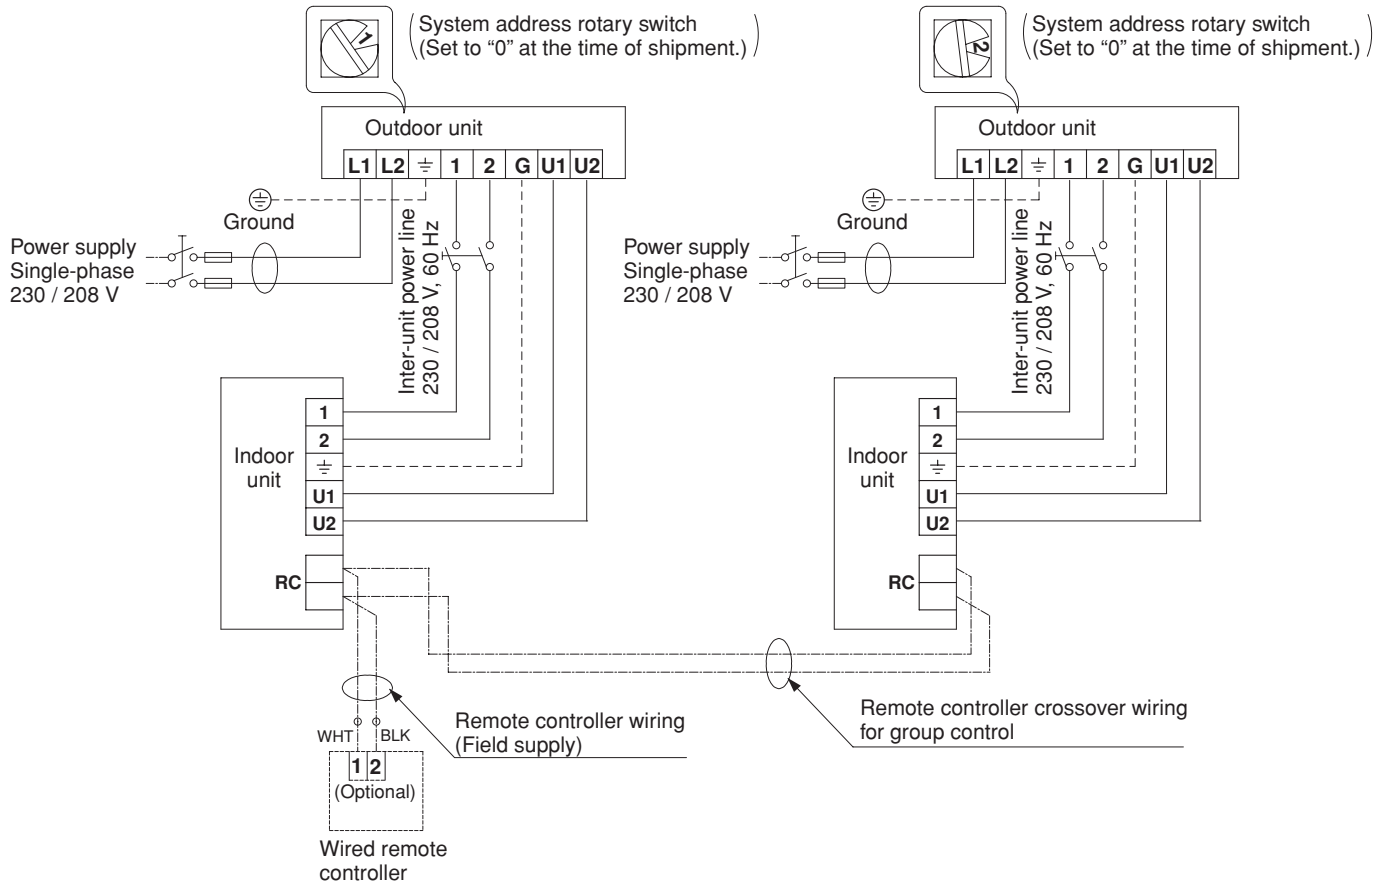 1
System address rotary switch
(Set to “0” at the time of shipment.)
2
System address rotary switch
(Set to “0” at the time of shipment.)
Outdoor unit
L1 L2 1 2 G U1 U2
Ground
Power supply
Single-phase
230 / 208 V
Inter-unit power line
230 / 208 V, 60 Hz
Indoor
unit
1
2
U1
U2
RC
Outdoor unit
L1 L2 1 2 G U1 U2
Ground
Power supply
Single-phase
230 / 208 V
Inter-unit power line
230 / 208 V, 60 Hz
Indoor
unit
1
2
U1
U2
RC
Remote controller wiring
(Field supply)
Remote controller crossover wiring
for group control
WHT BLK
1 2
(Optional)
Wired remote
controller